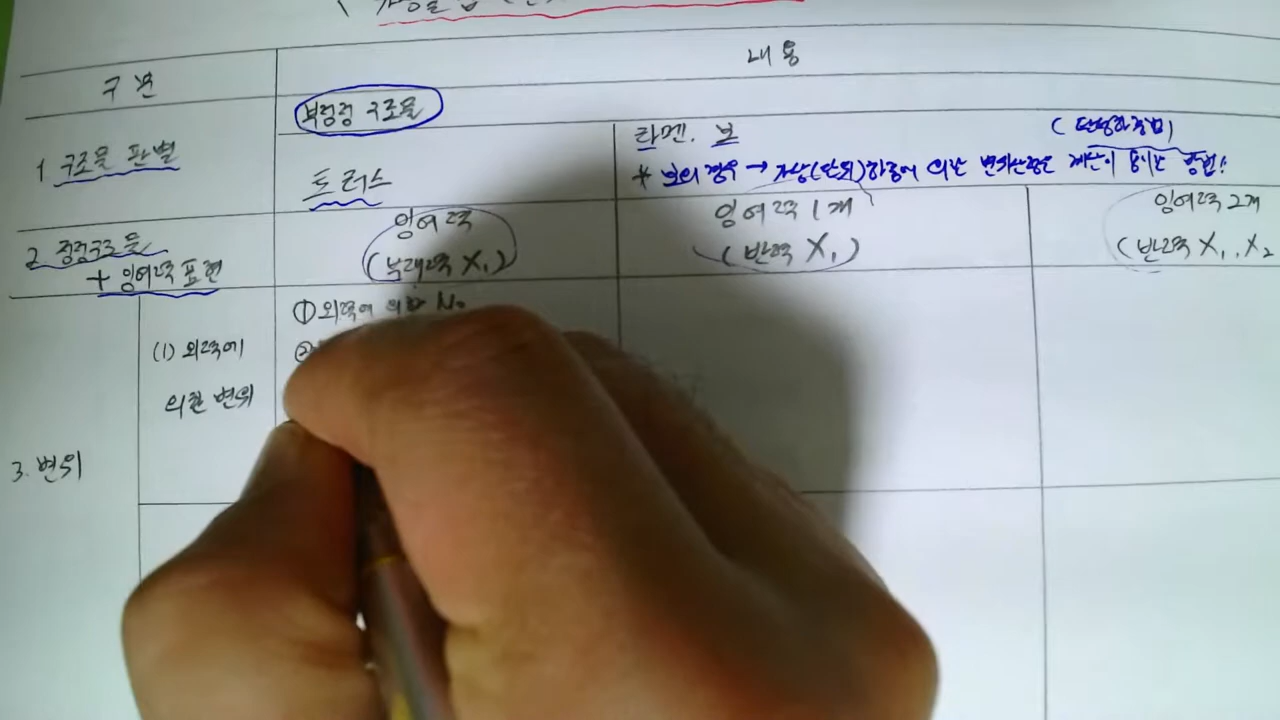 구분
내용
부정정 구조물
1 구조물 판별
트러스
라멘. 보
* 보의 경우 → 가상(단위)하중에 의한 변위산정은 계산이 용이한 방법!
2 정정구조물
+ 잉여력 표현
잉여력
(부재력 X₁)
잉여력 1개
(반력 X₁)
잉여력 2개
(반력 X₁, X₂
3. 변위
(1) 외력에
의한 변위
① 외력에 의한 N₀
②